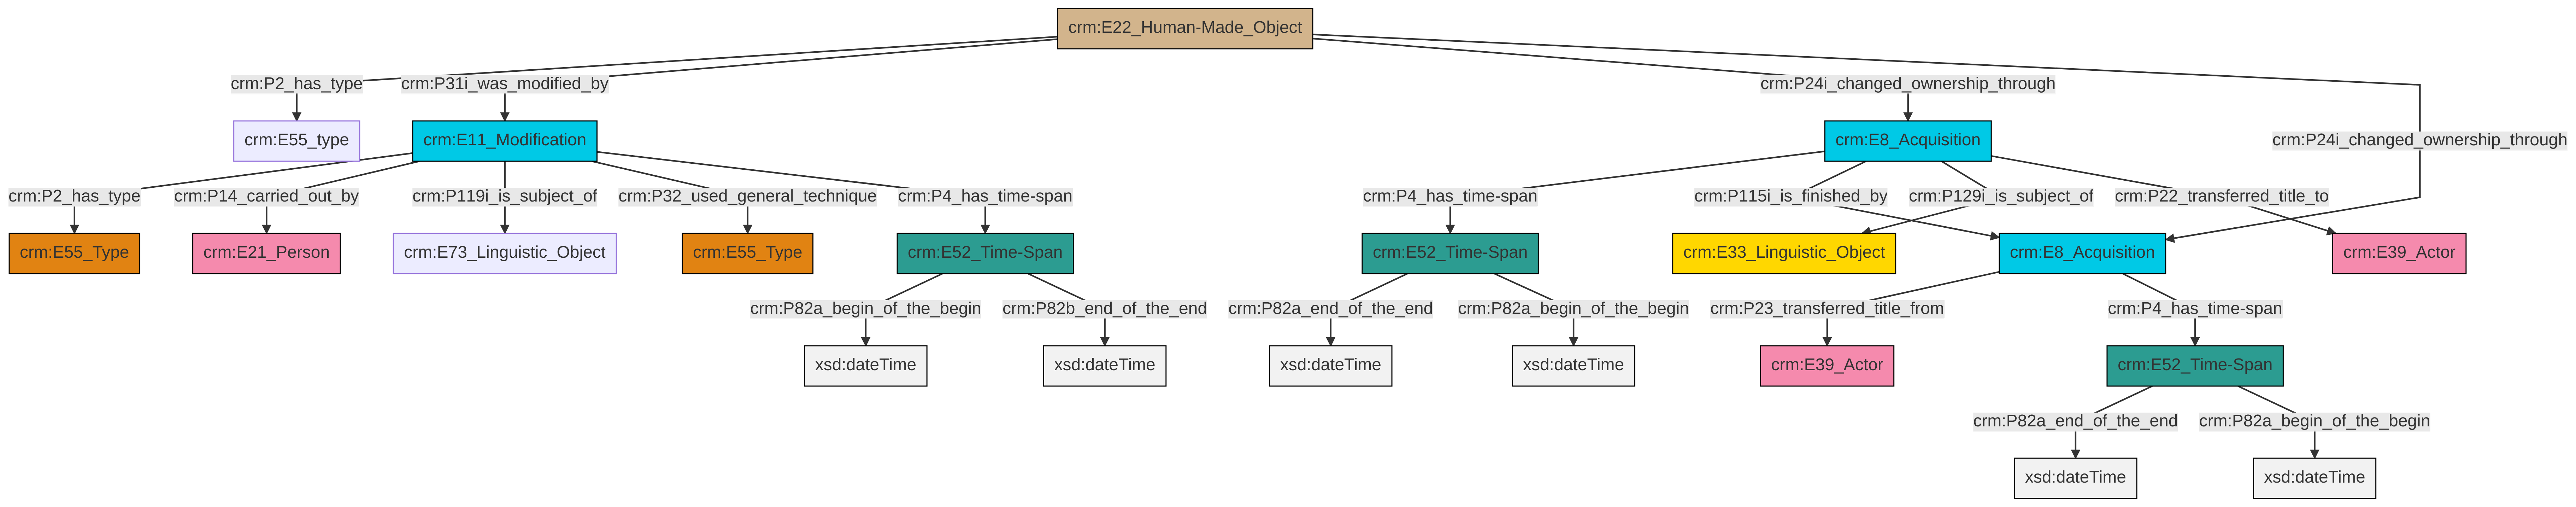 crm:E22_Human-Made_Object
crm:P2_has_type
crm:P31i_was_modified_by
crm:P24i_changed_ownership_through
crm:P24i_changed_ownership_through
crm:E55_type
crm:E11_Modification
crm:E8_Acquisition
crm:P2_has_type
crm:P14_carried_out_by
crm:P119i_is_subject_of
crm:P32_used_general_technique
crm:P4_has_time-span
crm:P4_has_time-span
crm:P115i_is_finished_by
crm:P129i_is_subject_of
crm:P22_transferred_title_to
crm:E55_Type
crm:E21_Person
crm:E73_Linguistic_Object
crm:E55_Type
crm:E52_Time-Span
crm:E52_Time-Span
crm:E33_Linguistic_Object
crm:E8_Acquisition
crm:E39_Actor
crm:P82a_begin_of_the_begin
crm:P82b_end_of_the_end
crm:P82a_end_of_the_end
crm:P82a_begin_of_the_begin
crm:P23_transferred_title_from
crm:P4_has_time-span
xsd:dateTime
xsd:dateTime
xsd:dateTime
xsd:dateTime
crm:E39_Actor
crm:E52_Time-Span
crm:P82a_end_of_the_end
crm:P82a_begin_of_the_begin
xsd:dateTime
xsd:dateTime